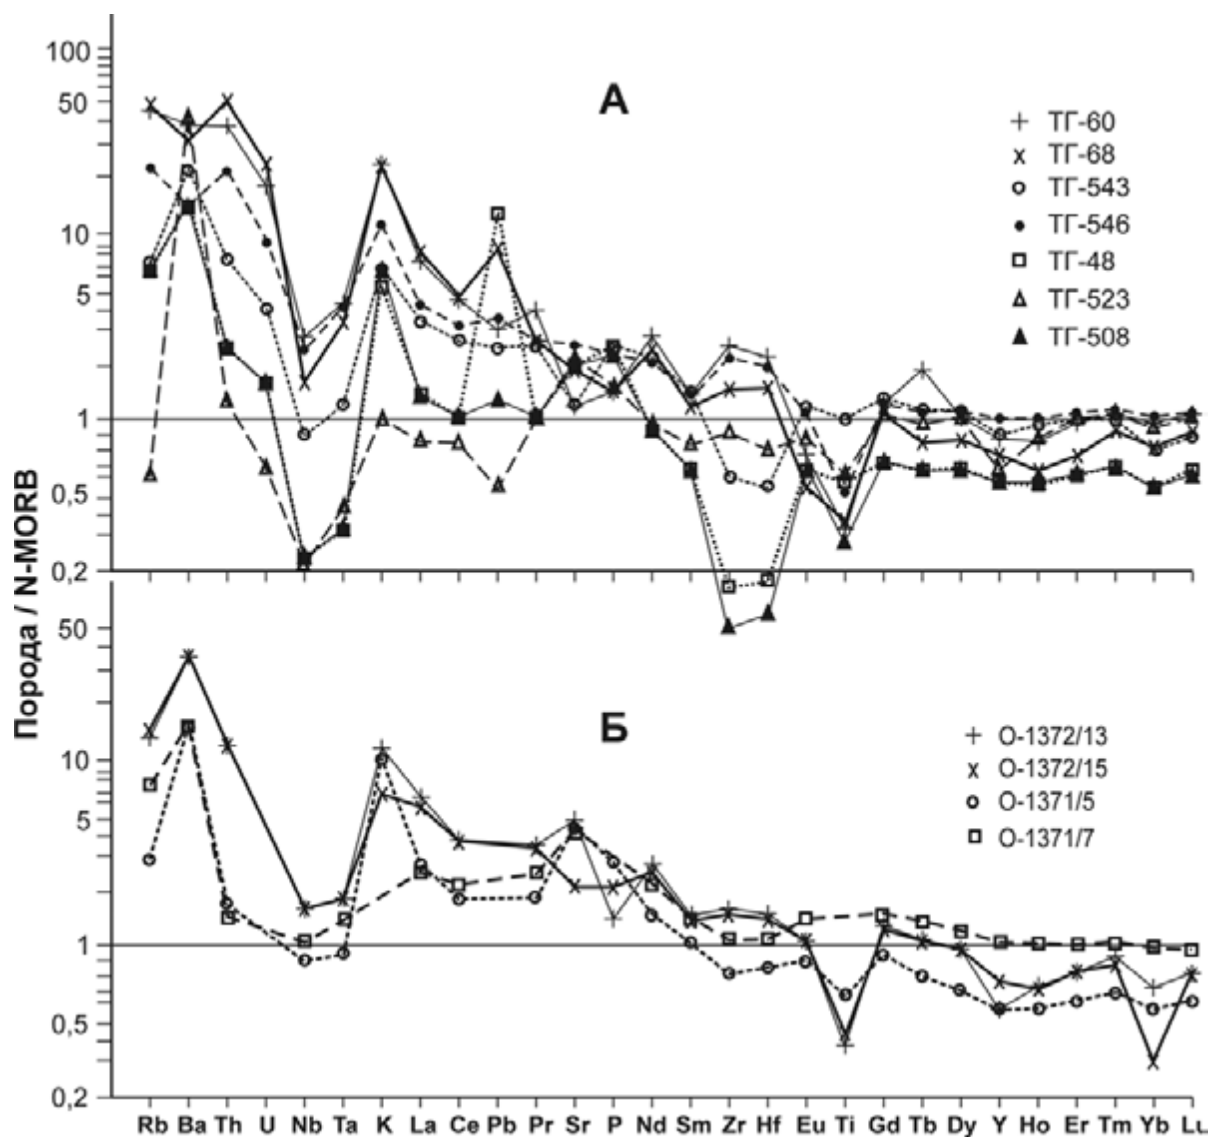 Порода / N-MORB
А
100
50
10
5
1
0,5
0,2
ТГ-60
ТГ-68
ТГ-543
ТГ-546
ТГ-48
ТГ-523
ТГ-508
Б
50
10
5
1
0,5
0,2
О-1372/13
О-1372/15
О-1371/5
О-1371/7
Rb Ba Th U Nb Ta K La Ce Pb Pr Sr P Nd Sm Zr Hf Eu Ti Gd Tb Dy Y Ho Er Tm Yb Lu